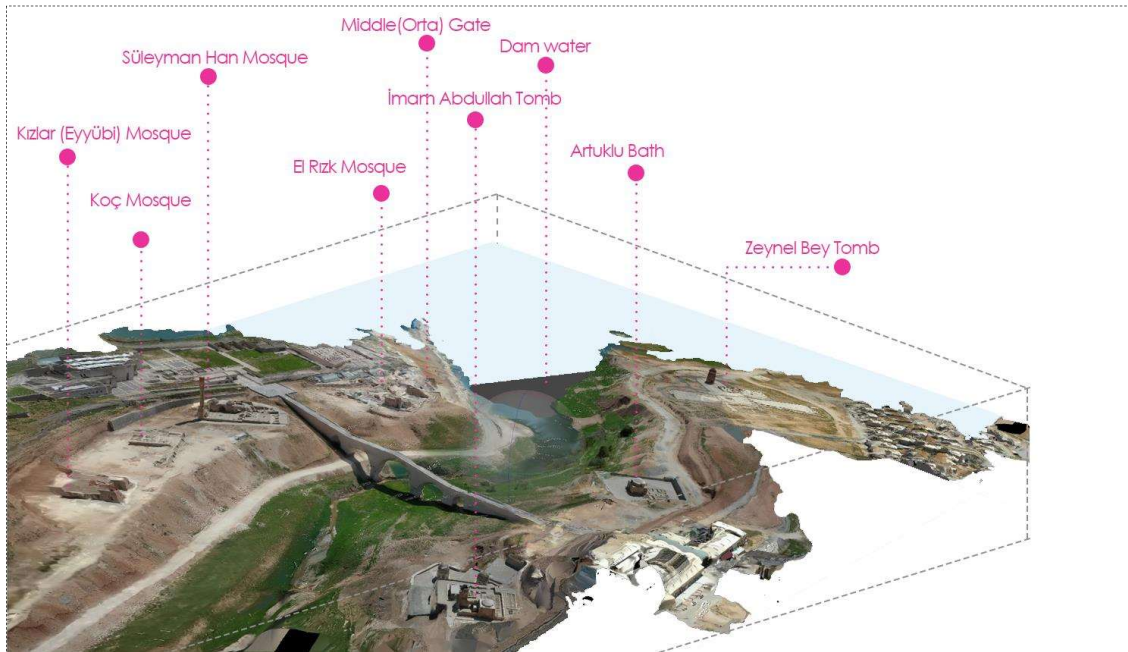 Middle(Orta) Gate
Dam water
Süleyman Han Mosque
İmam Abdullah Tomb
Kızlar (Eyyübi) Mosque
El Rızk Mosque
Artuklu Bath
Koç Mosque
Zeynel Bey Tomb